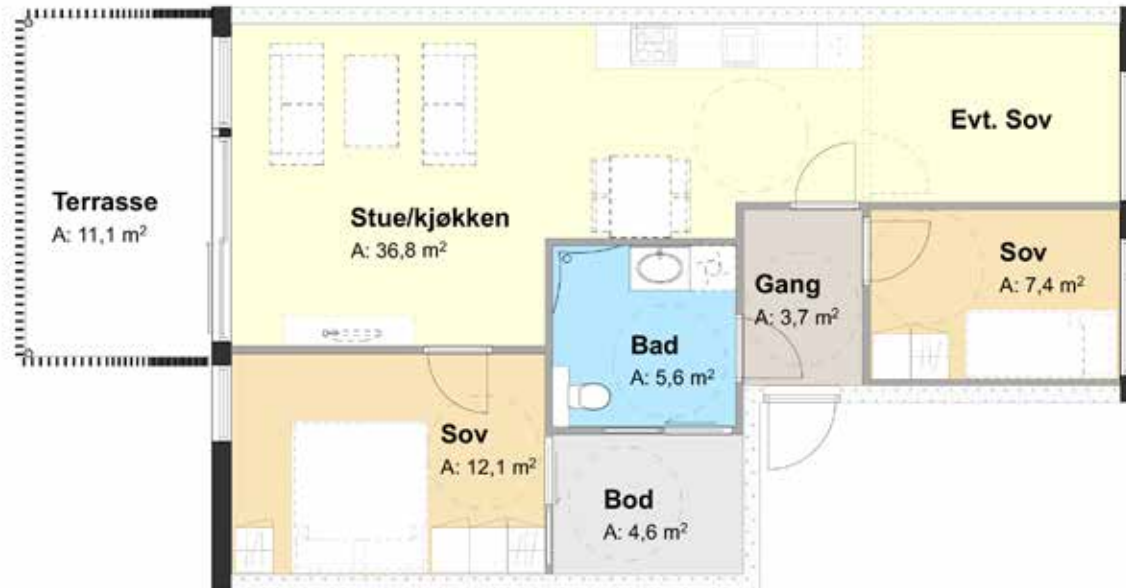 Evt. Sov
Terrasse
A: 11,1 m²
Stue/kjøkken
A: 36,8 m²
Sov
A: 7,4 m²
Gang
A: 3,7 m²
Bad
A: 5,6 m²
Sov
A: 12,1 m²
Bod
A: 4,6 m²